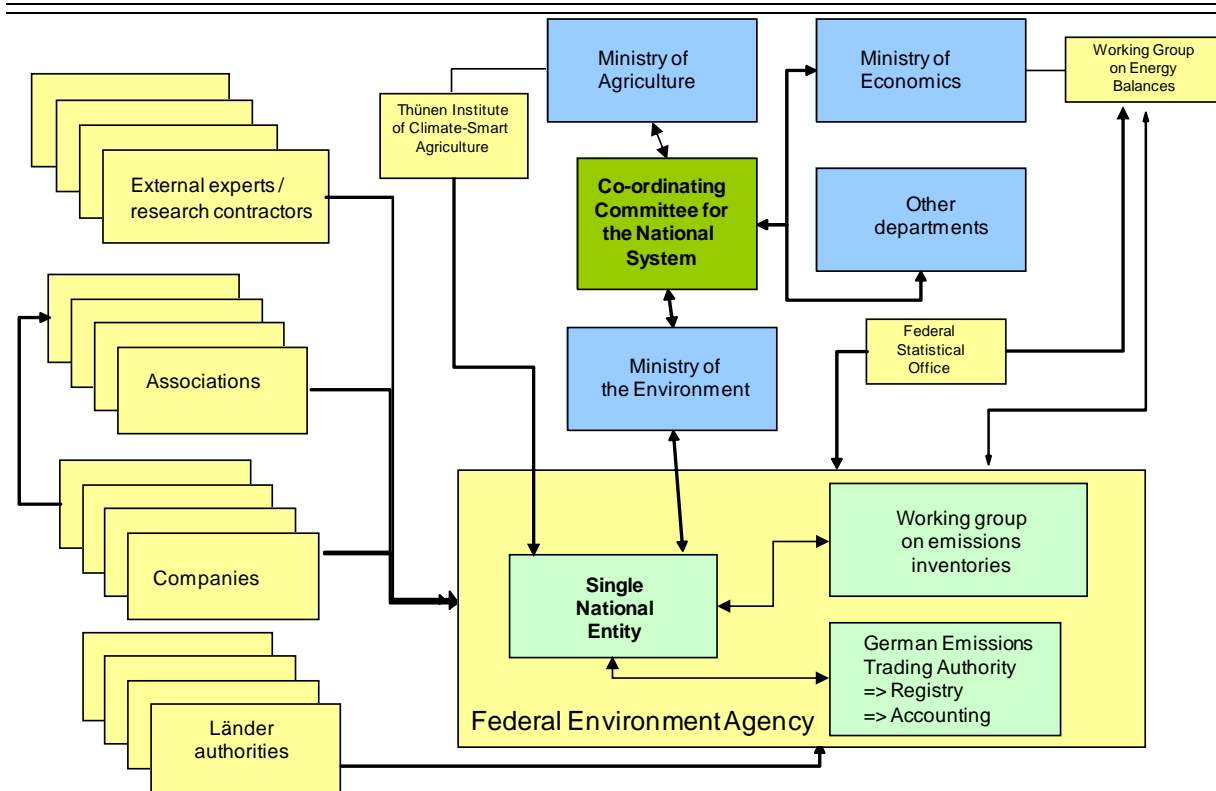 Ministry of
Agriculture
Ministry of
Economics
Working Group
on Energy
Balances
Thünen Institute
of Climate-Smart
Agriculture
External experts /
research contractors
Co-ordinating
Committee for
the National
System
Other
departments
Federal
Statistical
Office
Associations
Ministry of
the Environment
Working group
on emissions
inventories
Companies
Single
National
Entity
German Emissions
Trading Authority
=> Registry
=> Accounting
Federal Environment Agency
Länder
authorities